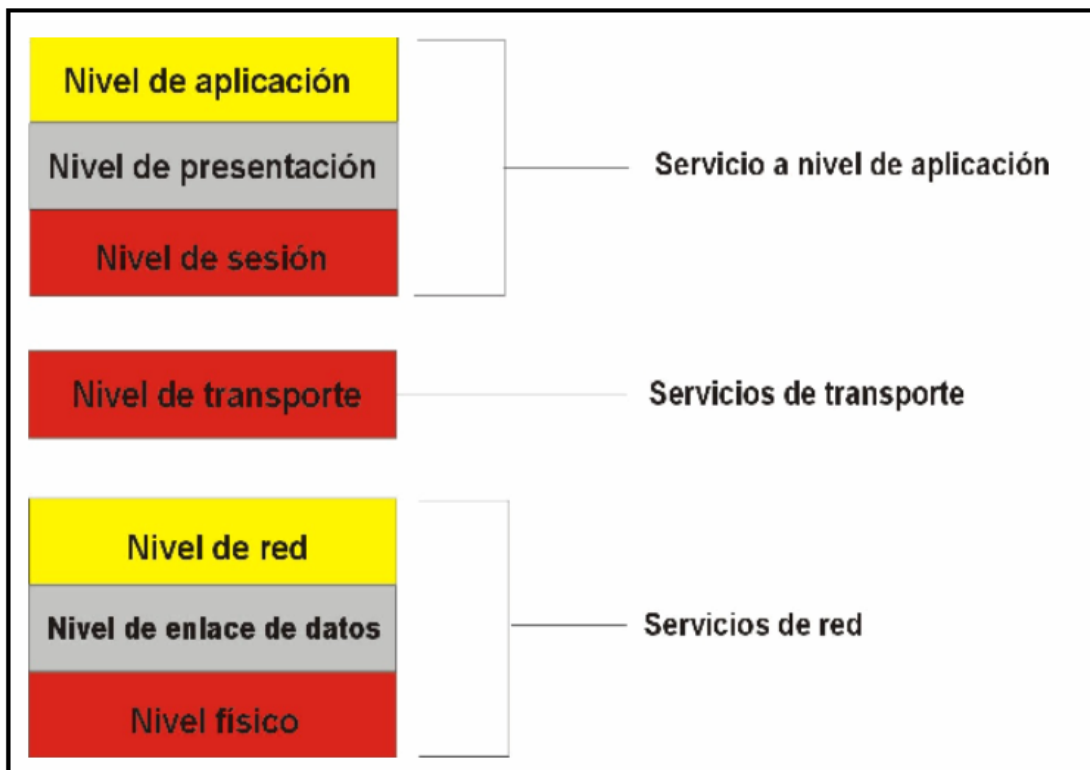 Nivel de aplicación
Nivel de presentación
Nivel de sesión
Servicio a nivel de aplicación
Nivel de transporte
Servicios de transporte
Nivel de red
Nivel de enlace de datos
Nivel físico
Servicios de red